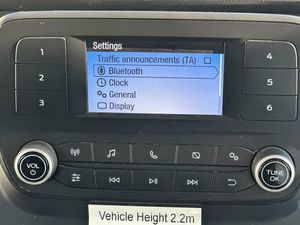 Settings
Traffic announcements (TA)
Bluetooth
Clock
General
Display
1
2
3
4
5
6
VOL
TUNE
OK
Vehicle Height 2.2m